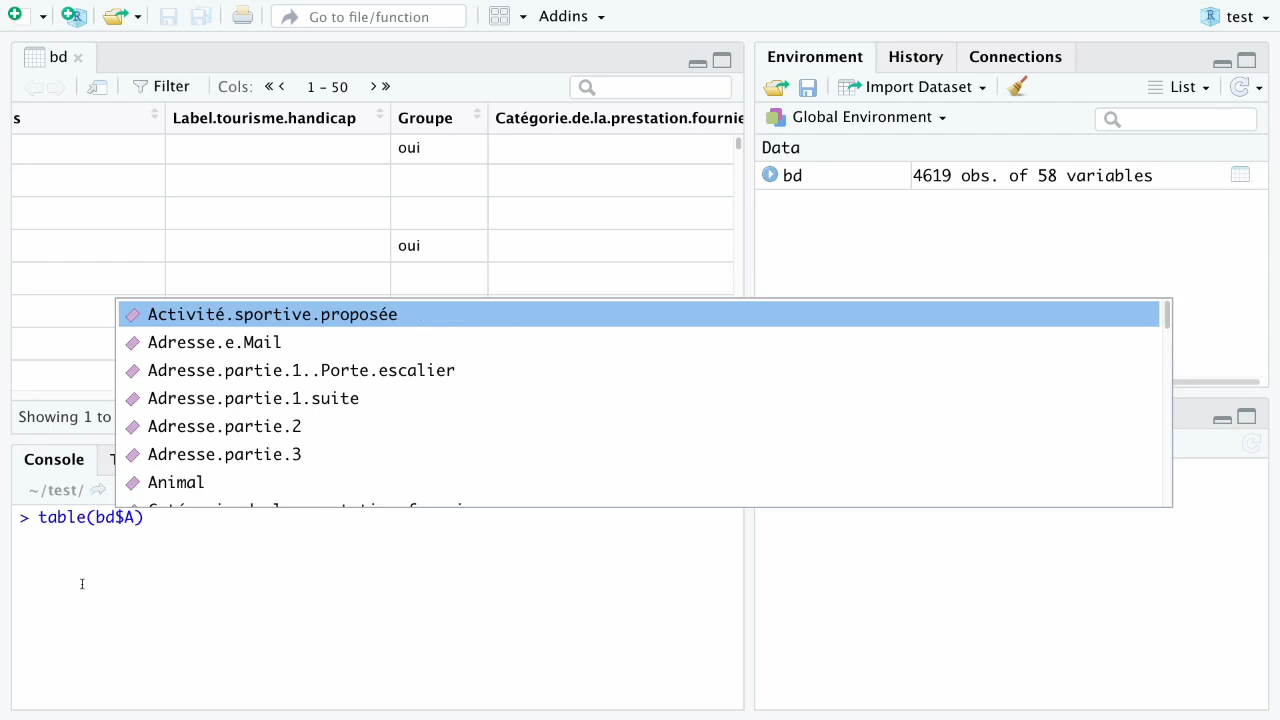 Go to file/function
Addins
test
bd
Filter
Cols:
1 - 50
s
Label.tourisme.handicap
Groupe
Catégorie.de.la.prestation.fournie
oui
oui
Showing 1 to
Environment
History
Connections
Import Dataset
List
Global Environment
Data
bd
4619 obs. of 58 variables
Activité.sportive.proposée
Adresse.e.Mail
Adresse.partie.1..Porte.escalier
Adresse.partie.1.suite
Adresse.partie.2
Adresse.partie.3
Animal
Console
~/test/
> table(bd$A)